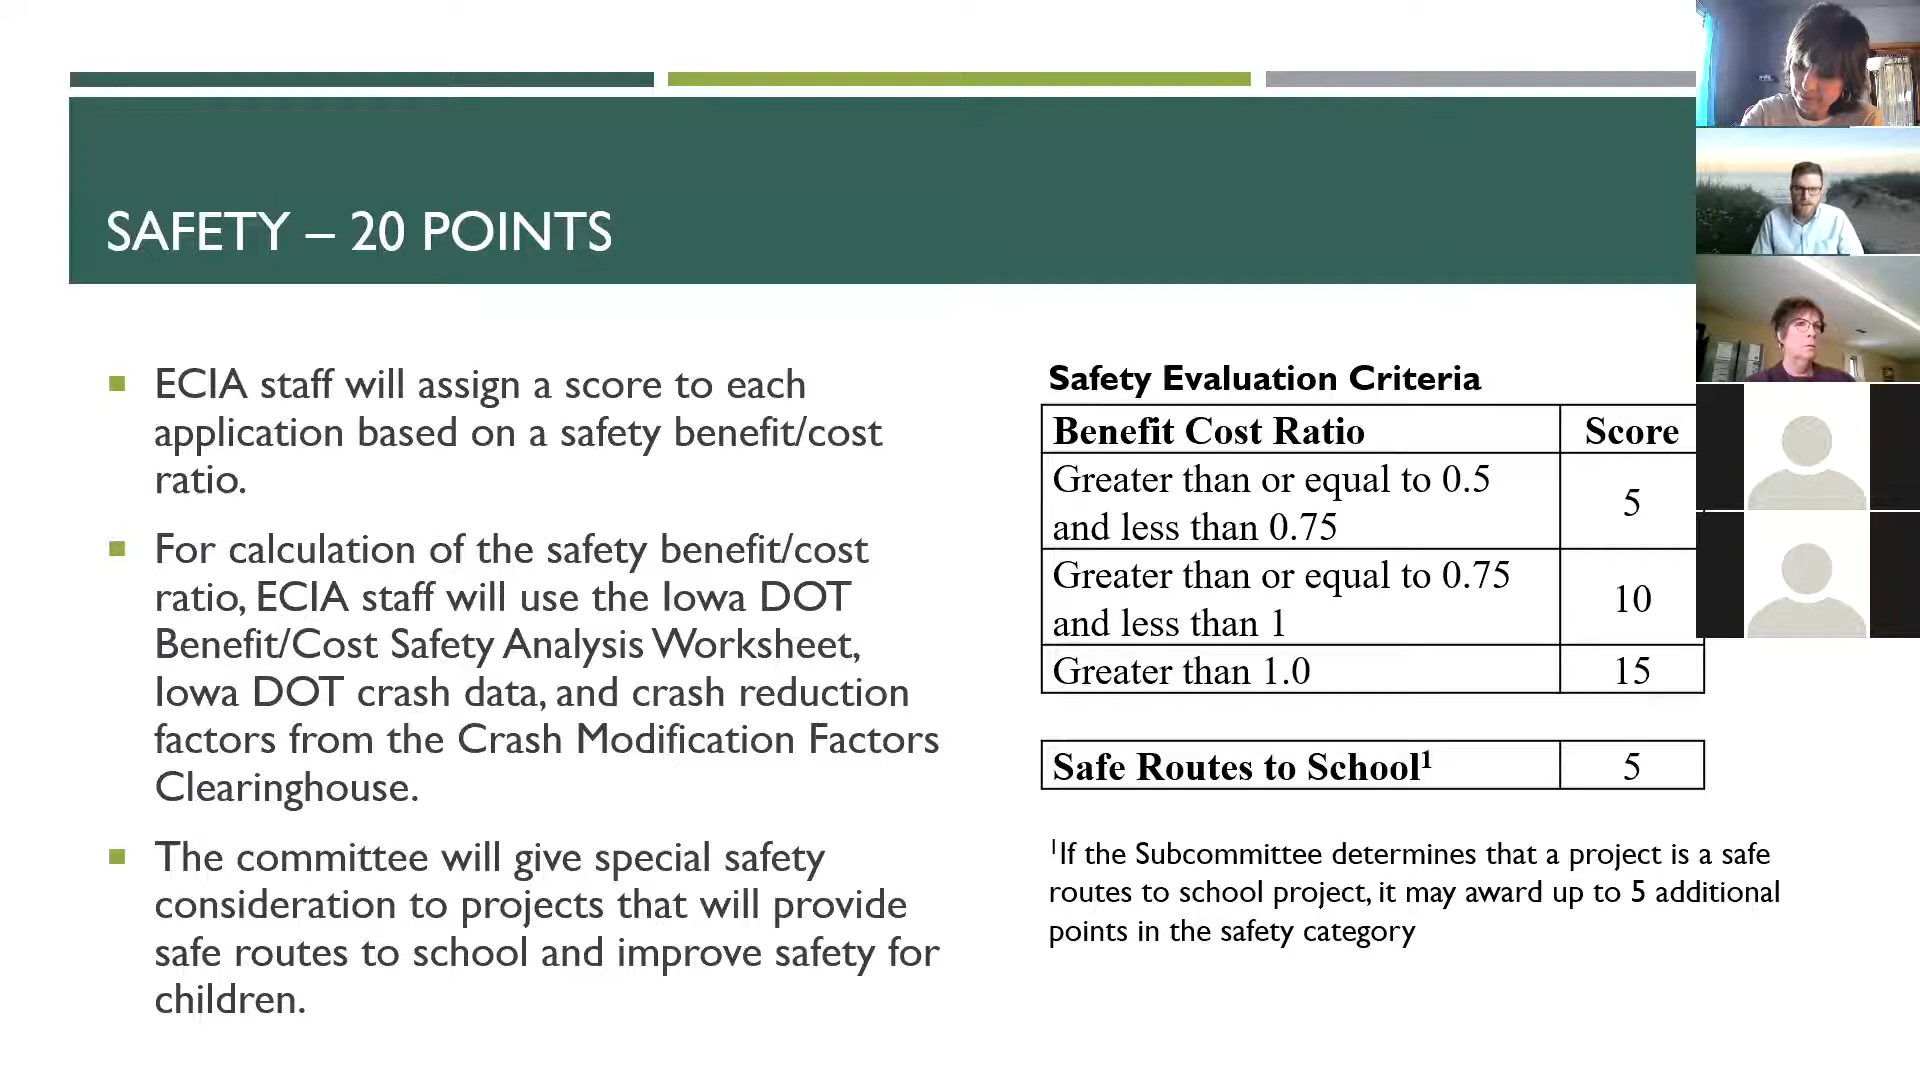 SAFETY – 20 POINTS
ECIA staff will assign a score to each
application based on a safety benefit/cost
ratio.
For calculation of the safety benefit/cost
ratio, ECIA staff will use the Iowa DOT
Benefit/Cost Safety Analysis Worksheet,
Iowa DOT crash data, and crash reduction
factors from the Crash Modification Factors
Clearinghouse.
The committee will give special safety
consideration to projects that will provide
safe routes to school and improve safety for
children.
Safety Evaluation Criteria
Benefit Cost Ratio Score
Greater than or equal to 0.5
and less than 0.75
5
Greater than or equal to 0.75
and less than 1
10
Greater than 1.0 15
Safe Routes to School¹ 5
¹If the Subcommittee determines that a project is a safe
routes to school project, it may award up to 5 additional
points in the safety category